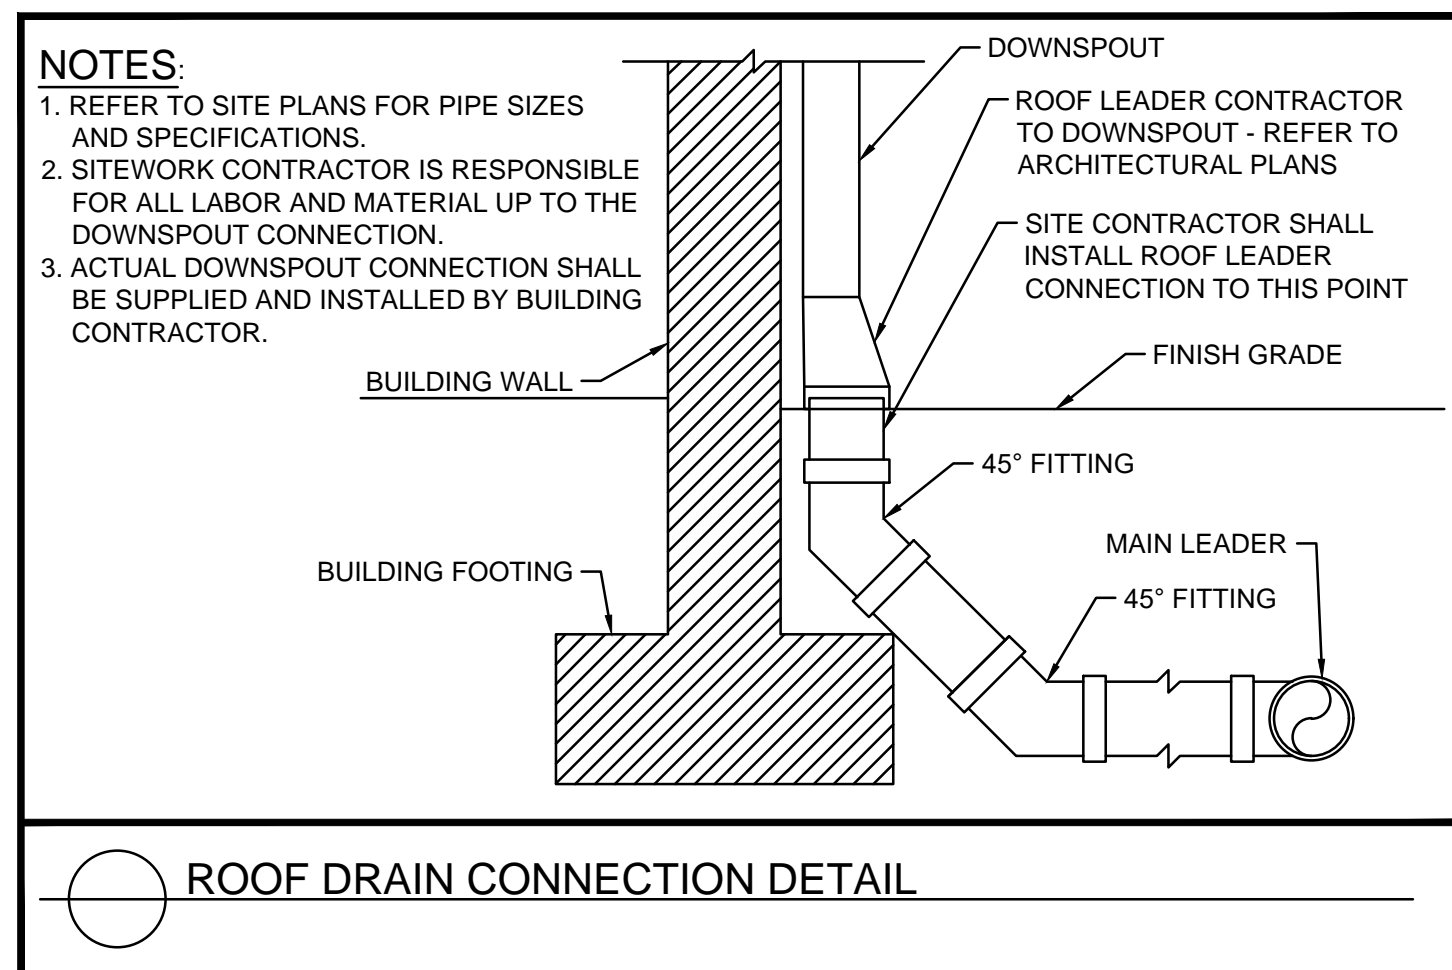 NOTES:
1. REFER TO SITE PLANS FOR PIPE SIZES
AND SPECIFICATIONS.
2. SITEWORK CONTRACTOR IS RESPONSIBLE
FOR ALL LABOR AND MATERIAL UP TO THE
DOWNSPOUT CONNECTION.
3. ACTUAL DOWNSPOUT CONNECTION SHALL
BE SUPPLIED AND INSTALLED BY BUILDING
CONTRACTOR.
DOWNSPOUT
ROOF LEADER CONTRACTOR
TO DOWNSPOUT - REFER TO
ARCHITECTURAL PLANS
SITE CONTRACTOR SHALL
INSTALL ROOF LEADER
CONNECTION TO THIS POINT
FINISH GRADE
BUILDING WALL
45° FITTING
MAIN LEADER
BUILDING FOOTING
45° FITTING
ROOF DRAIN CONNECTION DETAIL